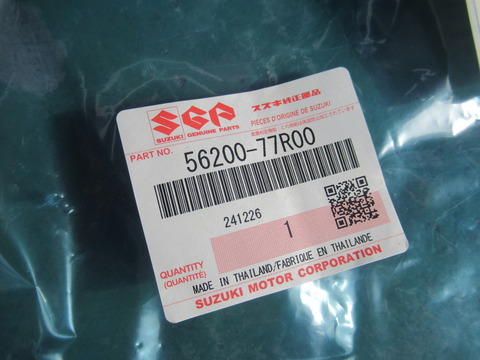 SGP
スズキ純正部品
SUZUKI GENUINE PARTS
PIECES D'ORIGINE DE SUZUKI
PART NO.
56200-77R00
241226
1
QUANTITY
(QUANTITÉ)
MADE IN THAILAND/FABRIQUE EN THAILANDE
SUZUKI MOTOR CORPORATION